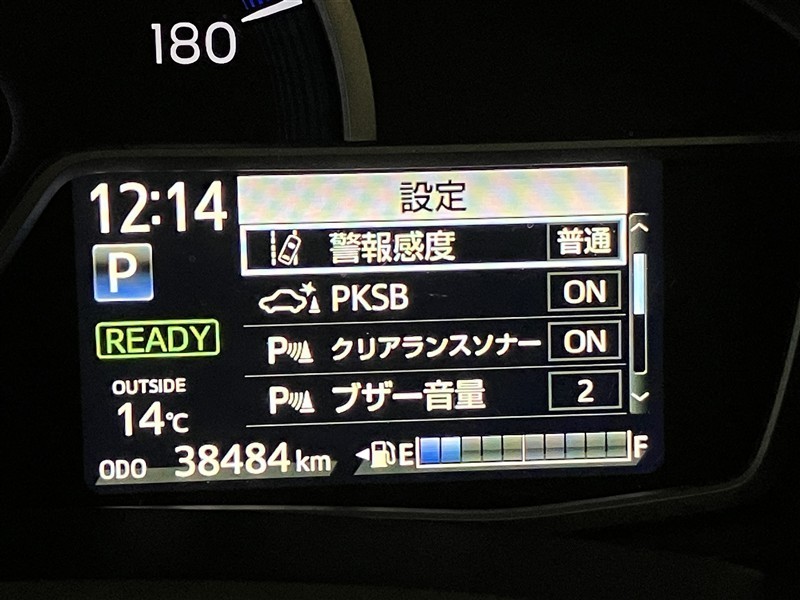 180
12:14
設定
P
警報感度 普通
PKSB ON
READY
P クリアランスソナー ON
OUTSIDE
14℃
P ブザー音量 2
ODO 38484 km
E F